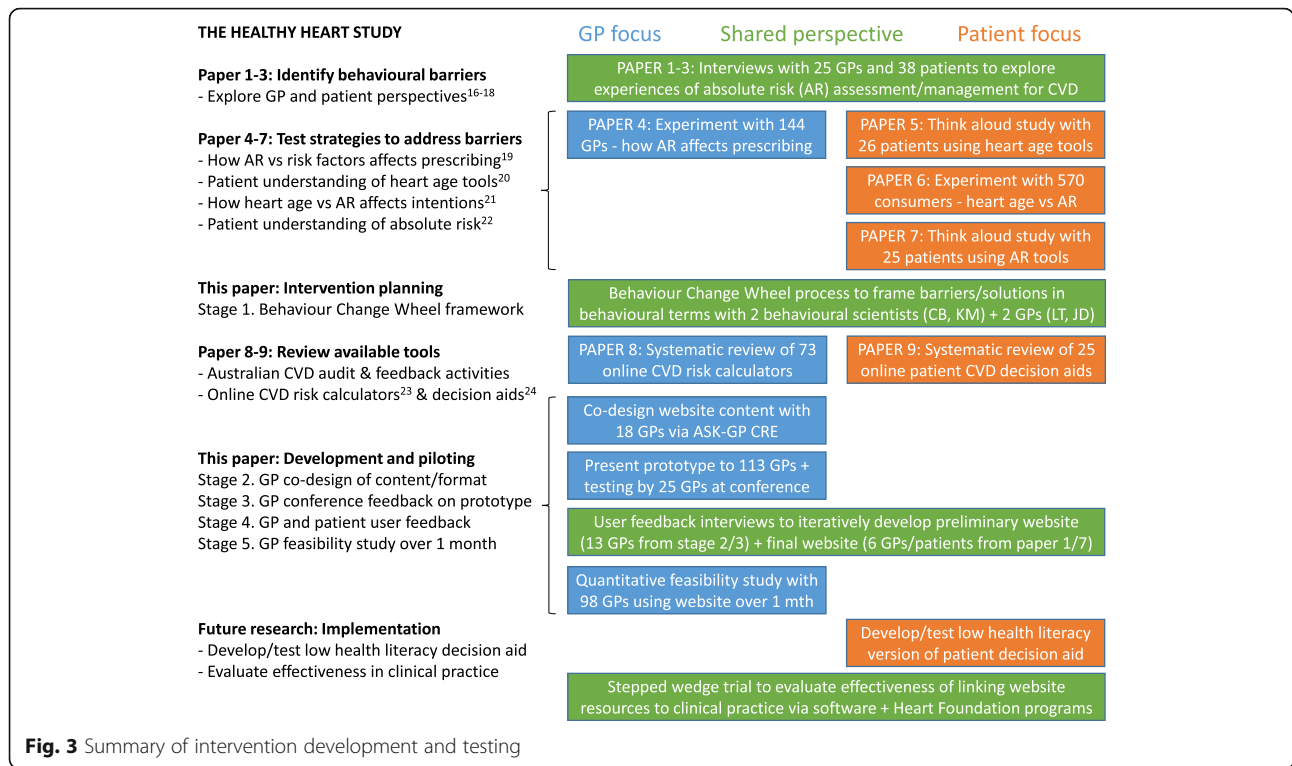 THE HEALTHY HEART STUDY
GP focus
Shared perspective
Patient focus
Paper 1-3: Identify behavioural barriers
- Explore GP and patient perspectives16-18
PAPER 1-3: Interviews with 25 GPs and 38 patients to explore
experiences of absolute risk (AR) assessment/management for CVD
Paper 4-7: Test strategies to address barriers
- How AR vs risk factors affects prescribing19
- Patient understanding of heart age tools20
- How heart age vs AR affects intentions21
- Patient understanding of absolute risk22
PAPER 4: Experiment with 144
GPs - how AR affects prescribing
PAPER 5: Think aloud study with
26 patients using heart age tools
PAPER 6: Experiment with 570
consumers - heart age vs AR
PAPER 7: Think aloud study with
25 patients using AR tools
This paper: Intervention planning
Stage 1. Behaviour Change Wheel framework
Behaviour Change Wheel process to frame barriers/solutions in
behavioural terms with 2 behavioural scientists (CB, KM) + 2 GPs (LT, JD)
Paper 8-9: Review available tools
- Australian CVD audit & feedback activities
- Online CVD risk calculators23 & decision aids24
PAPER 8: Systematic review of 73
online CVD risk calculators
PAPER 9: Systematic review of 25
online patient CVD decision aids
This paper: Development and piloting
Stage 2. GP co-design of content/format
Stage 3. GP conference feedback on prototype
Stage 4. GP and patient user feedback
Stage 5. GP feasibility study over 1 month
Co-design website content with
18 GPs via ASK-GP CRE
Present prototype to 113 GPs +
testing by 25 GPs at conference
User feedback interviews to iteratively develop preliminary website
(13 GPs from stage 2/3) + final website (6 GPs/patients from paper 1/7)
Quantitative feasibility study with
98 GPs using website over 1 mth
Future research: Implementation
- Develop/test low health literacy decision aid
- Evaluate effectiveness in clinical practice
Develop/test low health literacy
version of patient decision aid
Stepped wedge trial to evaluate effectiveness of linking website
resources to clinical practice via software + Heart Foundation programs
Fig. 3 Summary of intervention development and testing